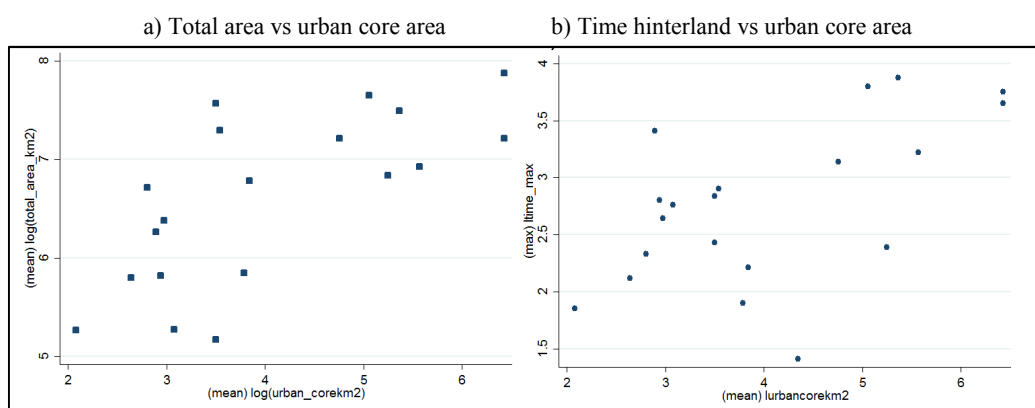 a) Total area vs urban core area
b) Time hinterland vs urban core area
(mean) log(total_area_km2)
8
7
6
5
2 3 4 5 6
(mean) log(urban_corekm2)
(max) ltime_max
4
3.5
3
2.5
2
1.5
2 3 4 5 6
(mean) lurbancorekm2